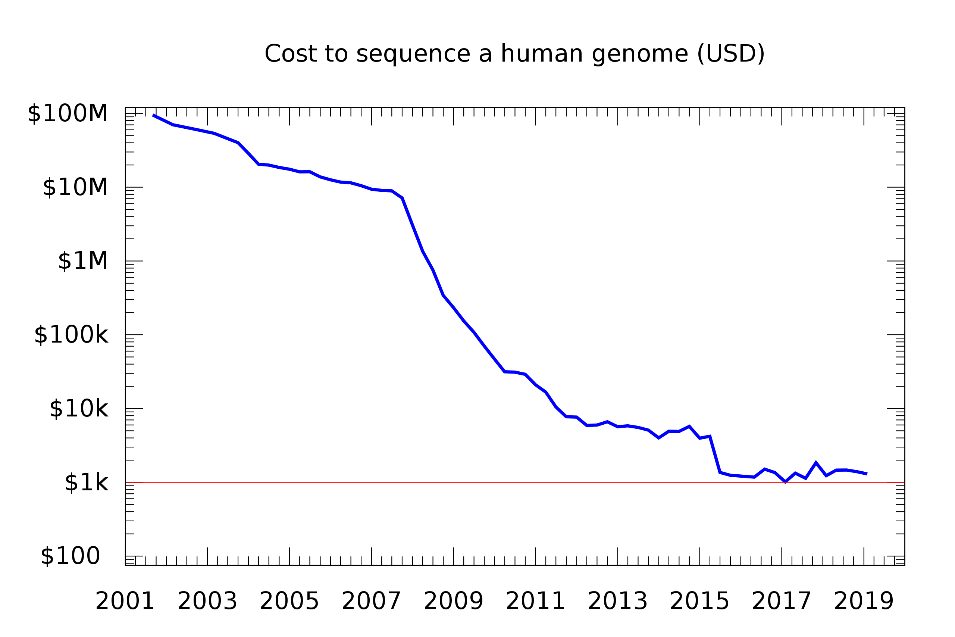 Cost to sequence a human genome (USD)
$100M
$10M
$1M
$100k
$10k
$1k
$100
2001 2003 2005 2007 2009 2011 2013 2015 2017 2019